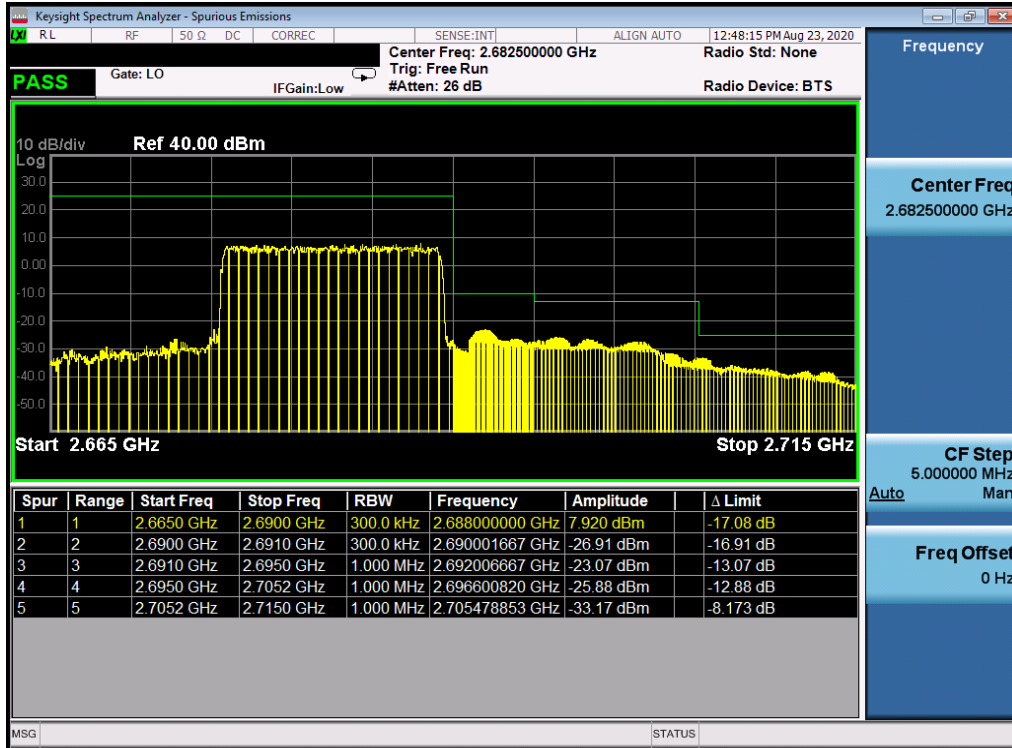 Keysight Spectrum Analyzer - Spurious Emissions
LXI RL RF 50 Ω DC CORREC SENSE:INT ALIGN AUTO 12:48:15 PM Aug 23, 2020
PASS Gate: LO IFGain:Low
Center Freq: 2.682500000 GHz Radio Std: None
Trig: Free Run
#Atten: 26 dB Radio Device: BTS
10 dB/div Ref 40.00 dBm
Log
30.0
20.0
10.0
0.00
-10.0
-20.0
-30.0
-40.0
-50.0
Start 2.665 GHz Stop 2.715 GHz
Spur Range Start Freq Stop Freq RBW Frequency Amplitude Δ Limit
1 1 2.6650 GHz 2.6900 GHz 300.0 kHz 2.688000000 GHz 7.920 dBm -17.08 dB
2 2 2.6900 GHz 2.6910 GHz 300.0 kHz 2.690001667 GHz -26.91 dBm -16.91 dB
3 3 2.6910 GHz 2.6950 GHz 1.000 MHz 2.692006667 GHz -23.07 dBm -13.07 dB
4 4 2.6950 GHz 2.7052 GHz 1.000 MHz 2.696600820 GHz -25.88 dBm -12.88 dB
5 5 2.7052 GHz 2.7150 GHz 1.000 MHz 2.705478853 GHz -33.17 dBm -8.173 dB
MSG STATUS
Frequency
Center Freq
2.682500000 GHz
CF Step
5.000000 MHz
Auto Man
Freq Offset
0 Hz